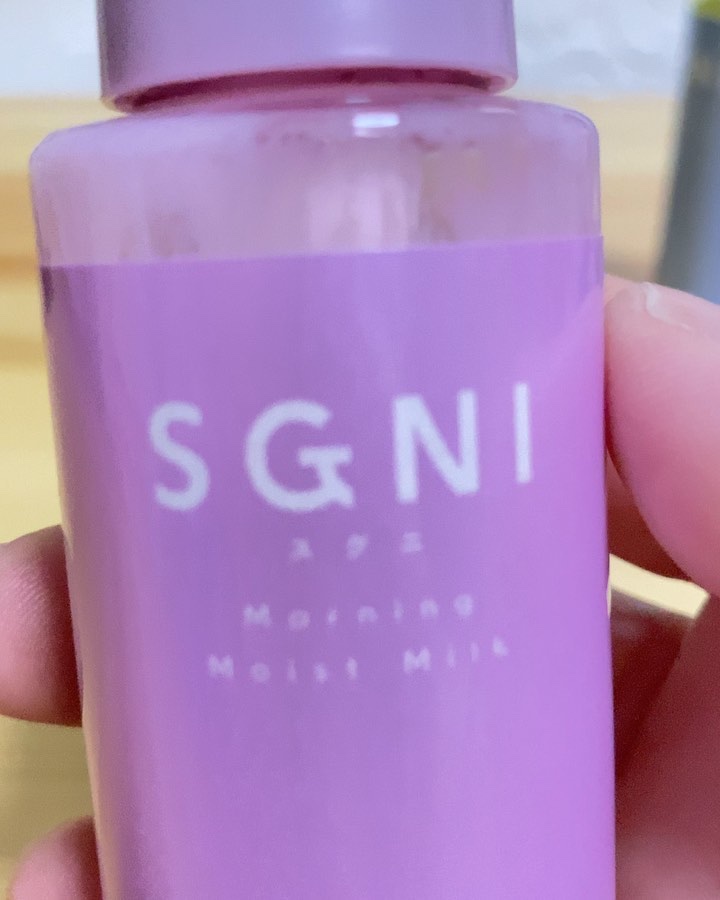 SGNI
スグニ
Morning
Moist Milk